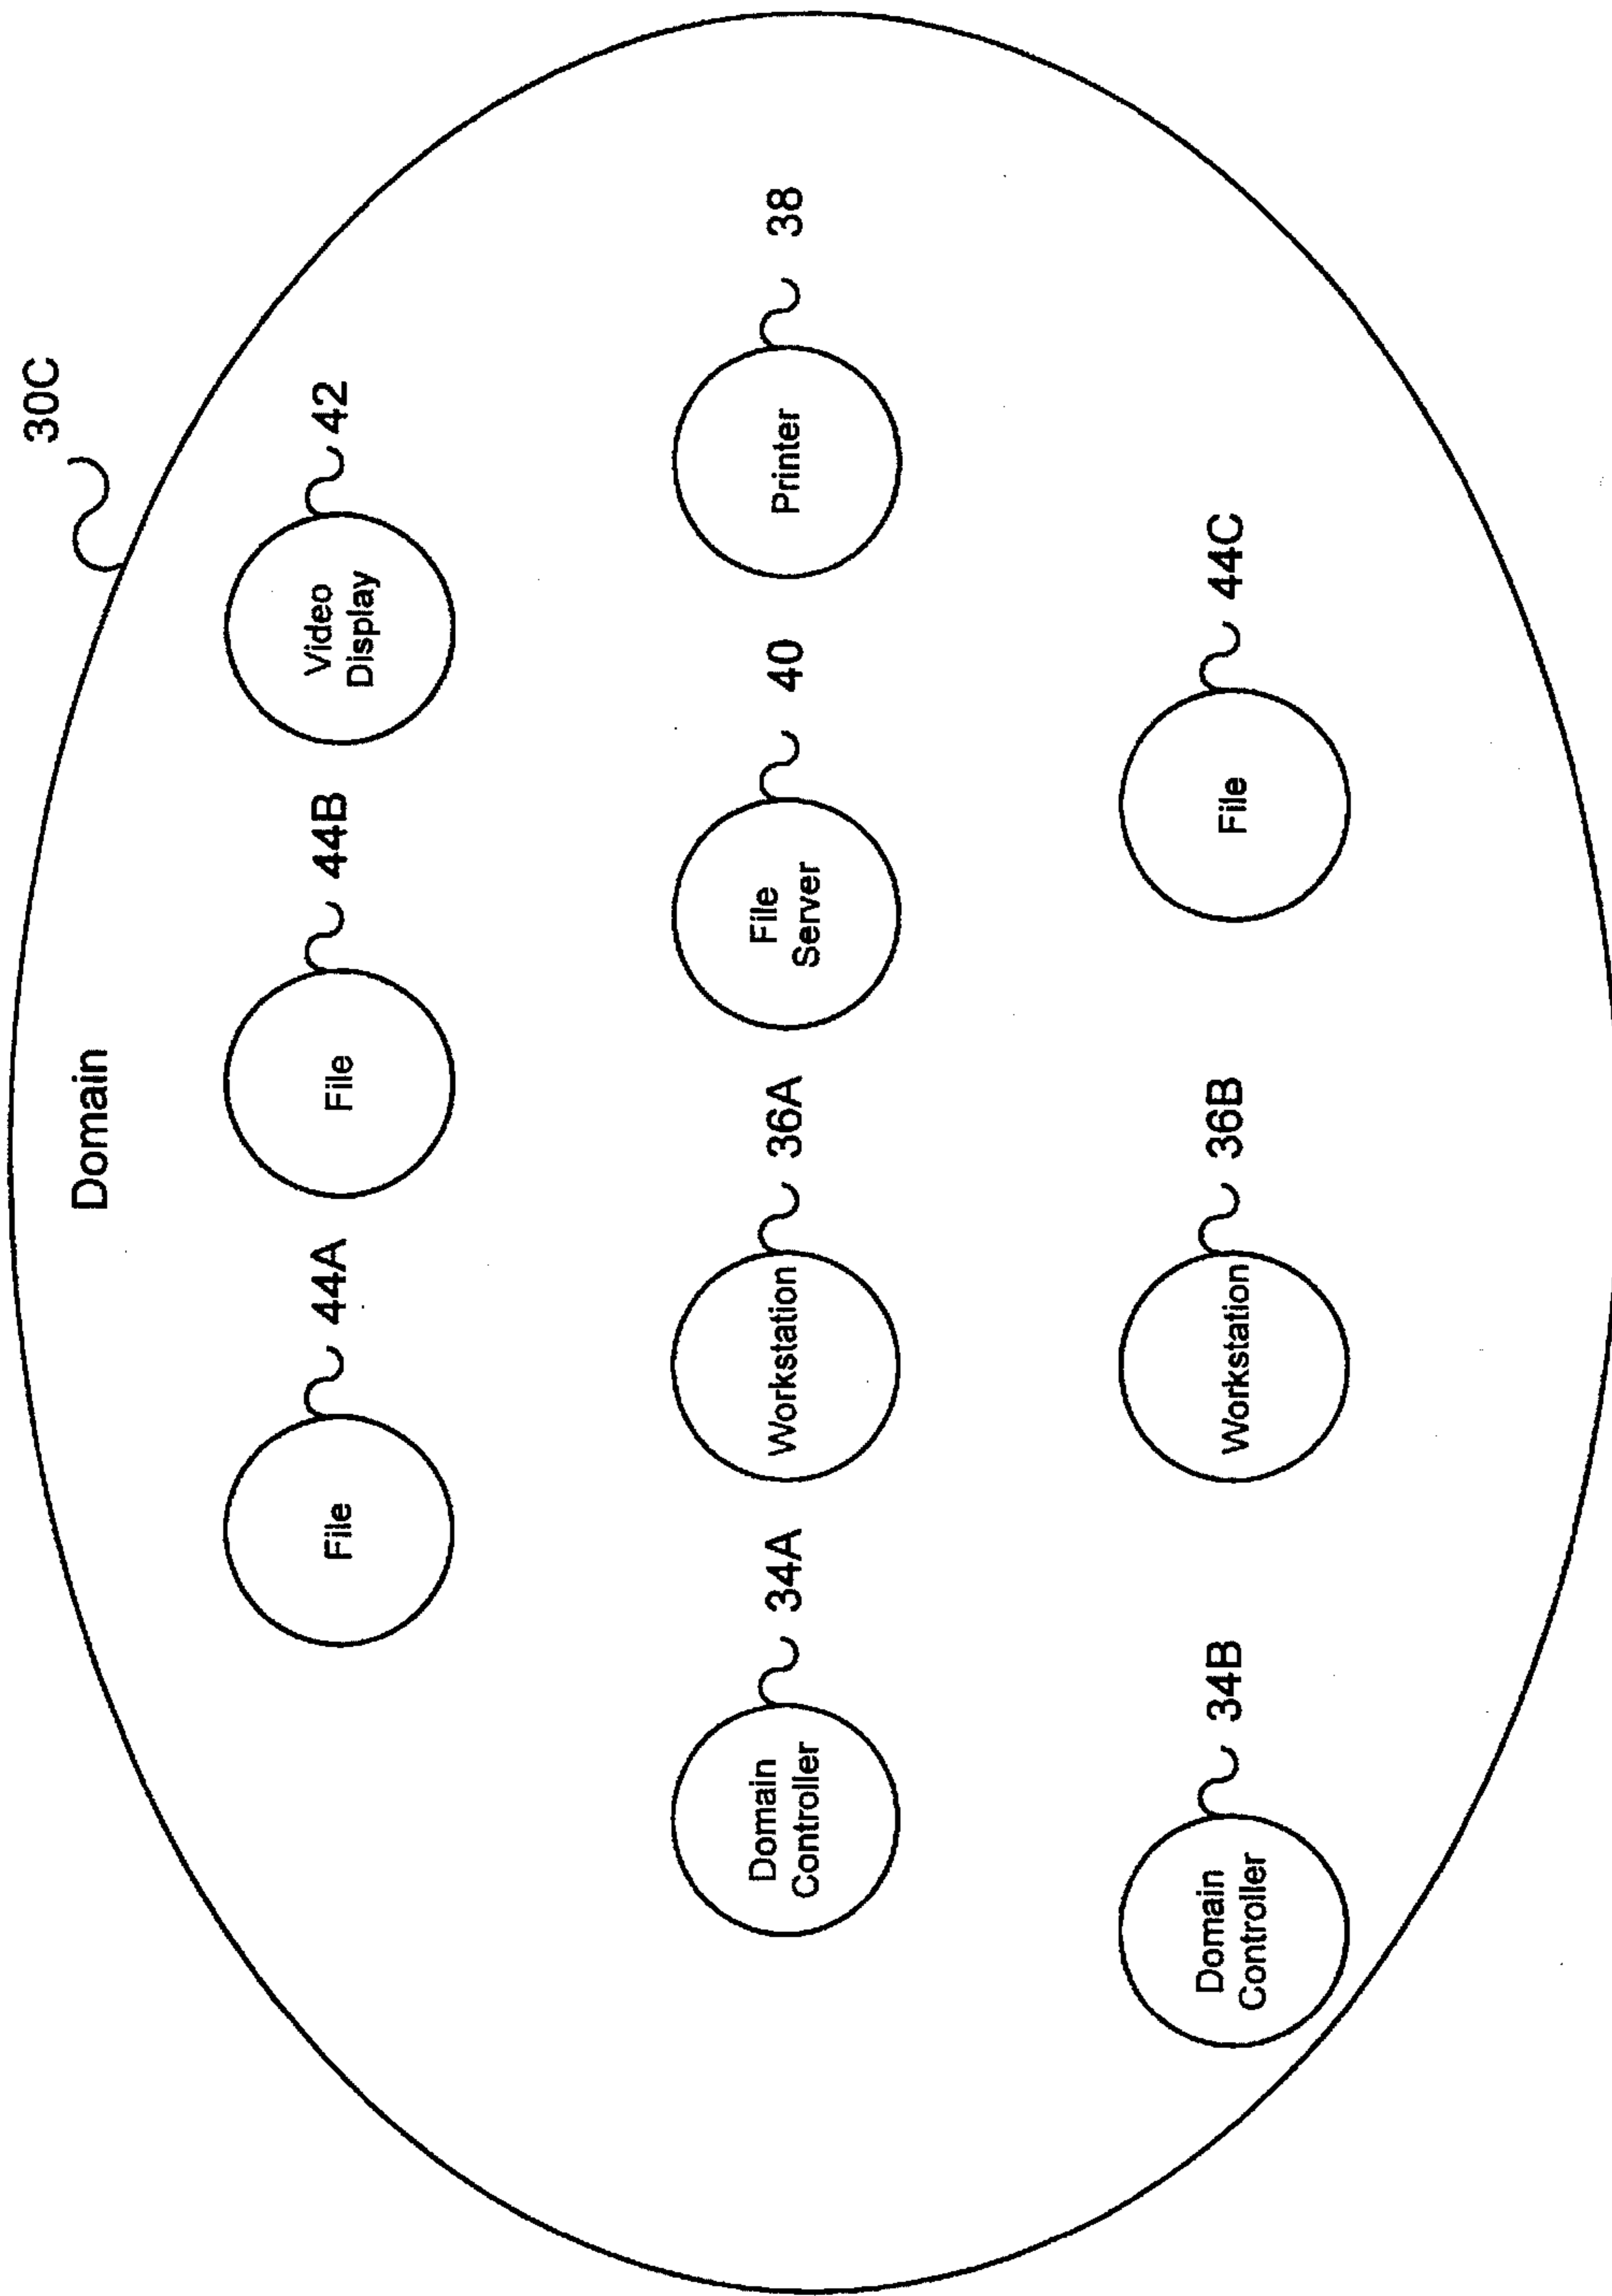 30C
Domain
File
44A
File
44B
Video
Display
42
Domain
Controller
34A
Workstation
36A
File
Server
40
Printer
38
Domain
Controller
34B
Workstation
36B
File
44C